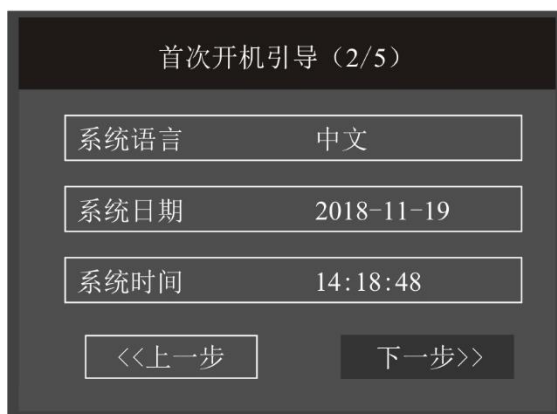 首次开机引导（2/5）
系统语言 中文
系统日期 2018-11-19
系统时间 14:18:48
<<上一步 下一步>>